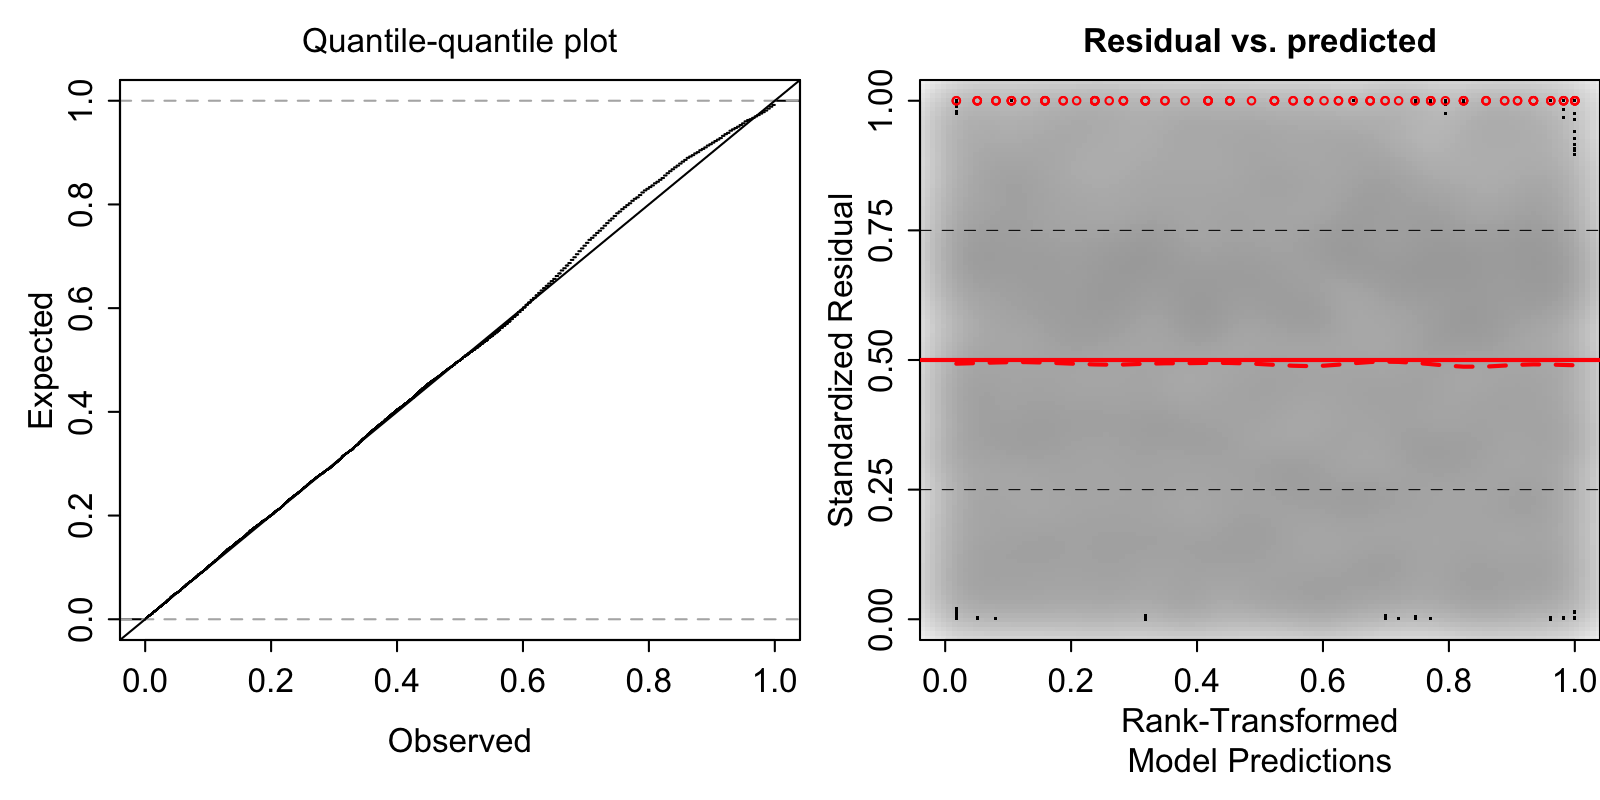 Quantile-quantile plot
Expected
0.0 0.2 0.4 0.6 0.8 1.0
0.0 0.2 0.4 0.6 0.8 1.0
Observed
Residual vs. predicted
Standardized Residual
0.00 0.25 0.50 0.75 1.00
0.0 0.2 0.4 0.6 0.8 1.0
Rank-Transformed
Model Predictions